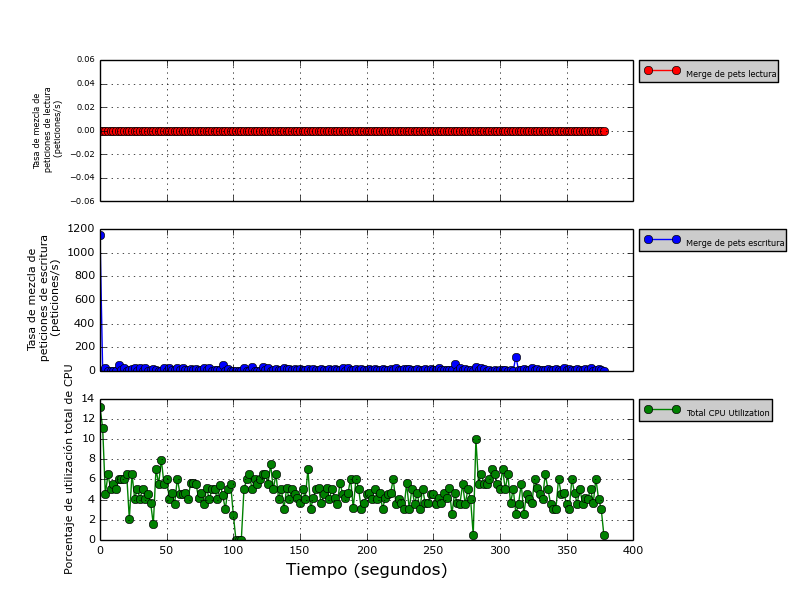 0.06
0.04
0.02
0.00
−0.02
−0.04
−0.06
Tasa de mezcla de
peticiones de lectura
(peticiones/s)
Merge de pets lectura
1200
1000
800
600
400
200
0
Tasa de mezcla de
peticiones de escritura
(peticiones/s)
Merge de pets escritura
14
12
10
8
6
4
2
0
Porcentaje de utilización total de CPU
Total CPU Utilization
0 50 100 150 200 250 300 350 400
Tiempo (segundos)